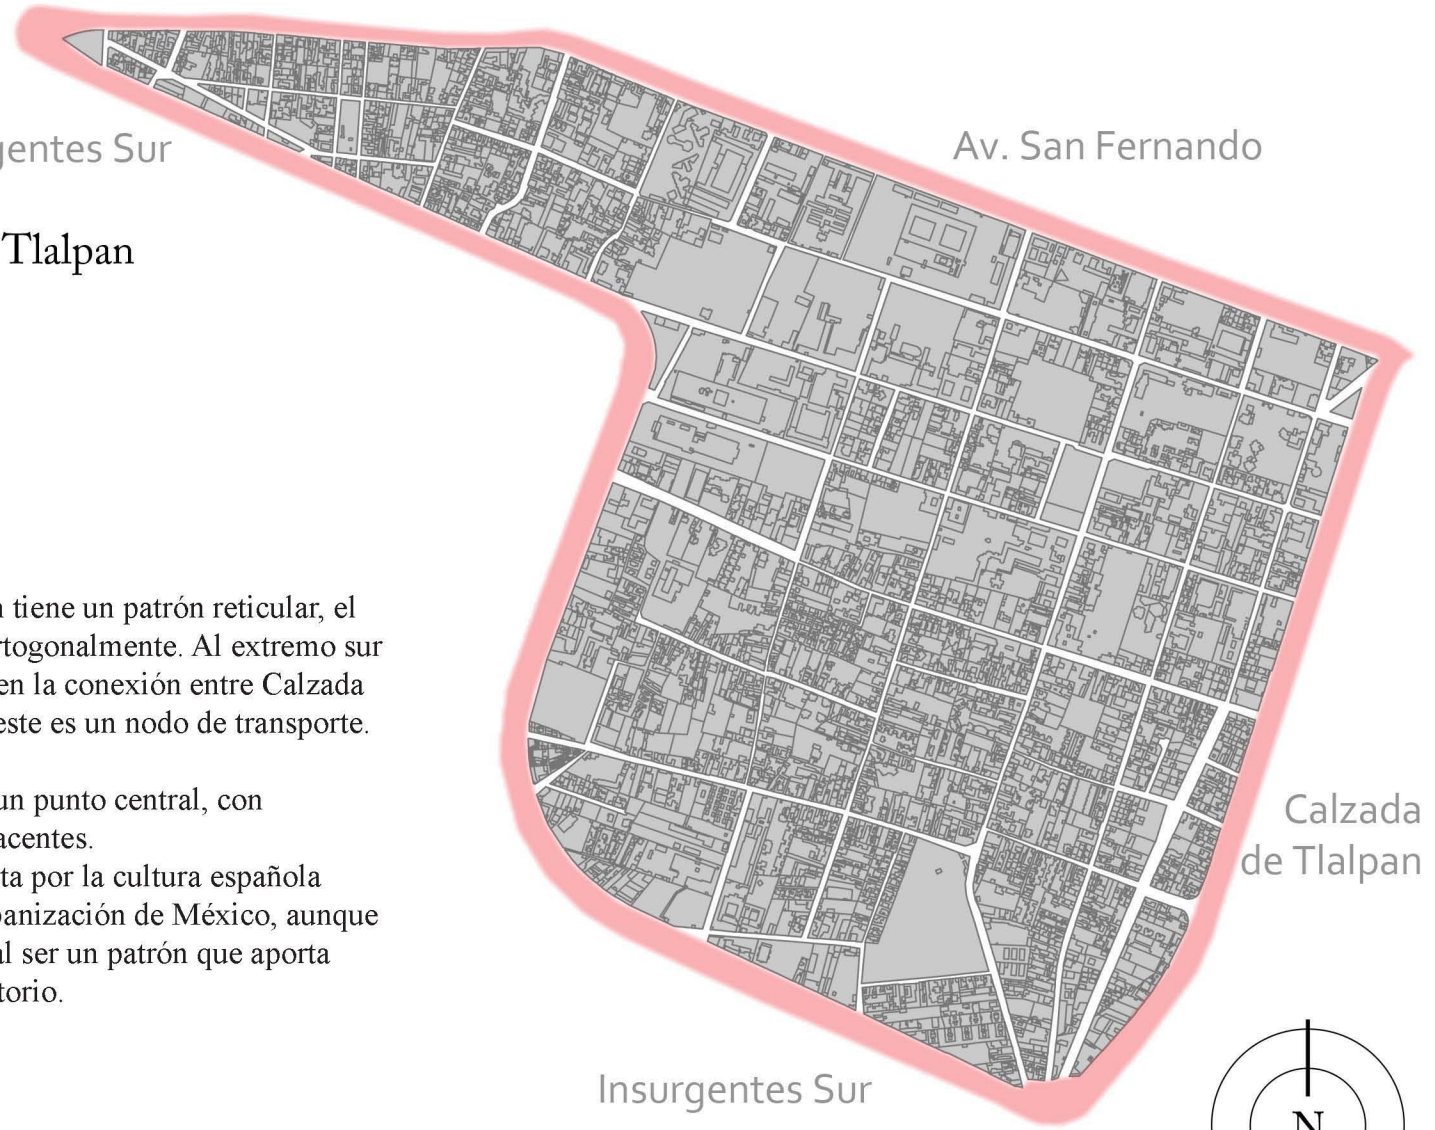 gentes Sur
Av. San Fernando
Tlalpan
tiene un patrón reticular, el
rtogonalmente. Al extremo sur
en la conexión entre Calzada
este es un nodo de transporte.
un punto central, con
acentes.
ta por la cultura española
banización de México, aunque
al ser un patrón que aporta
torio.
Calzada
de Tlalpan
Insurgentes Sur
N